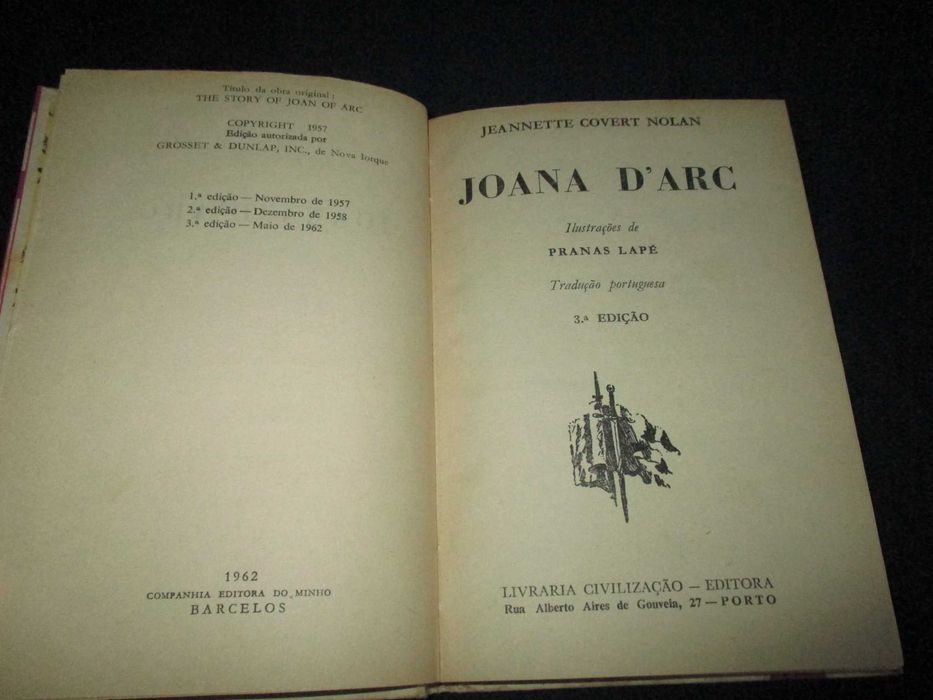 Título da obra original:
THE STORY OF JOAN OF ARC
COPYRIGHT 1957
Edição autorizada por
GROSSET & DUNLAP, INC., de Nova Iorque
1.ª edição — Novembro de 1957
2.ª edição — Dezembro de 1958
3.ª edição — Maio de 1962
1962
COMPANHIA EDITORA DO MINHO
BARCELOS
JEANNETTE COVERT NOLAN
JOANA D'ARC
Ilustrações de
PRANAS LAPÉ
Tradução portuguesa
3.ª EDIÇÃO
LIVRARIA CIVILIZAÇÃO — EDITORA
Rua Alberto Aires de Gouveia, 27 — PORTO